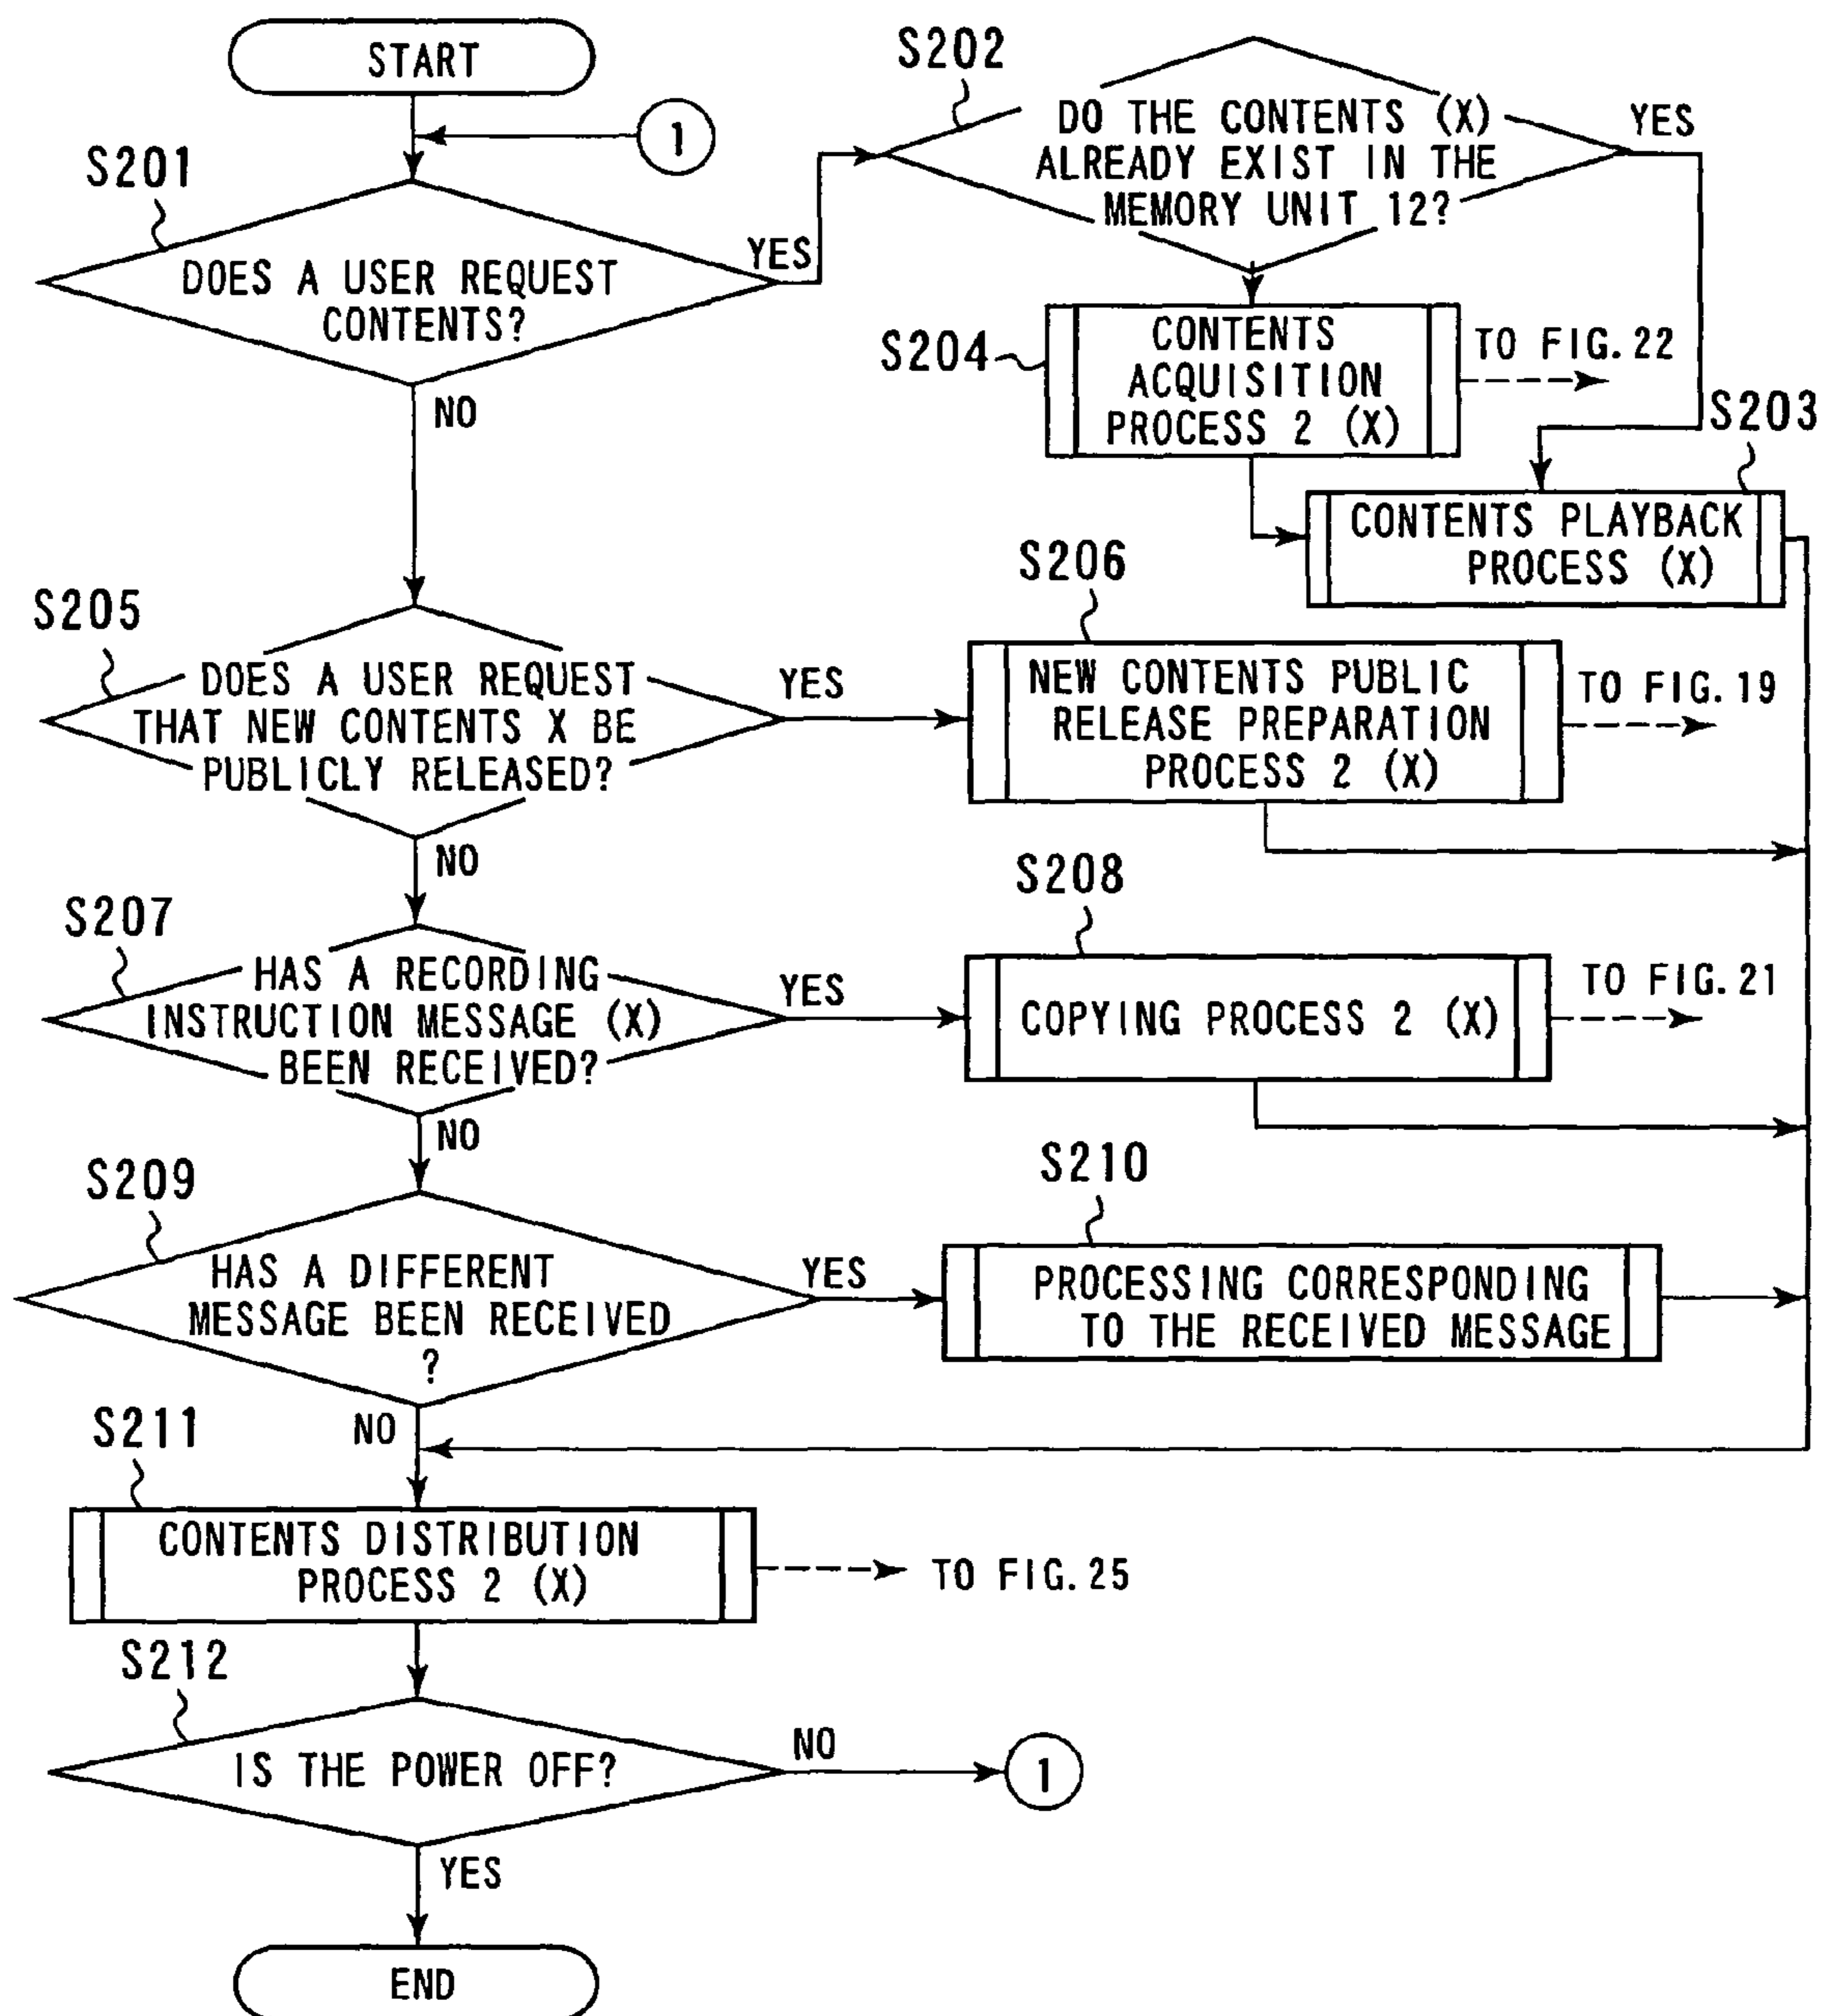 START
1
S201
DOES A USER REQUEST
CONTENTS?
YES
NO
S202
DO THE CONTENTS (X)
ALREADY EXIST IN THE
MEMORY UNIT 12?
YES
S204
CONTENTS
ACQUISITION
PROCESS 2 (X)
TO FIG. 22
S203
CONTENTS PLAYBACK
PROCESS (X)
S205
DOES A USER REQUEST
THAT NEW CONTENTS X BE
PUBLICLY RELEASED?
YES
NO
S206
NEW CONTENTS PUBLIC
RELEASE PREPARATION
PROCESS 2 (X)
TO FIG. 19
S207
HAS A RECORDING
INSTRUCTION MESSAGE (X)
BEEN RECEIVED?
YES
NO
S208
COPYING PROCESS 2 (X)
TO FIG. 21
S209
HAS A DIFFERENT
MESSAGE BEEN RECEIVED
?
YES
NO
S210
PROCESSING CORRESPONDING
TO THE RECEIVED MESSAGE
S211
CONTENTS DISTRIBUTION
PROCESS 2 (X)
TO FIG. 25
S212
IS THE POWER OFF?
NO
1
YES
END